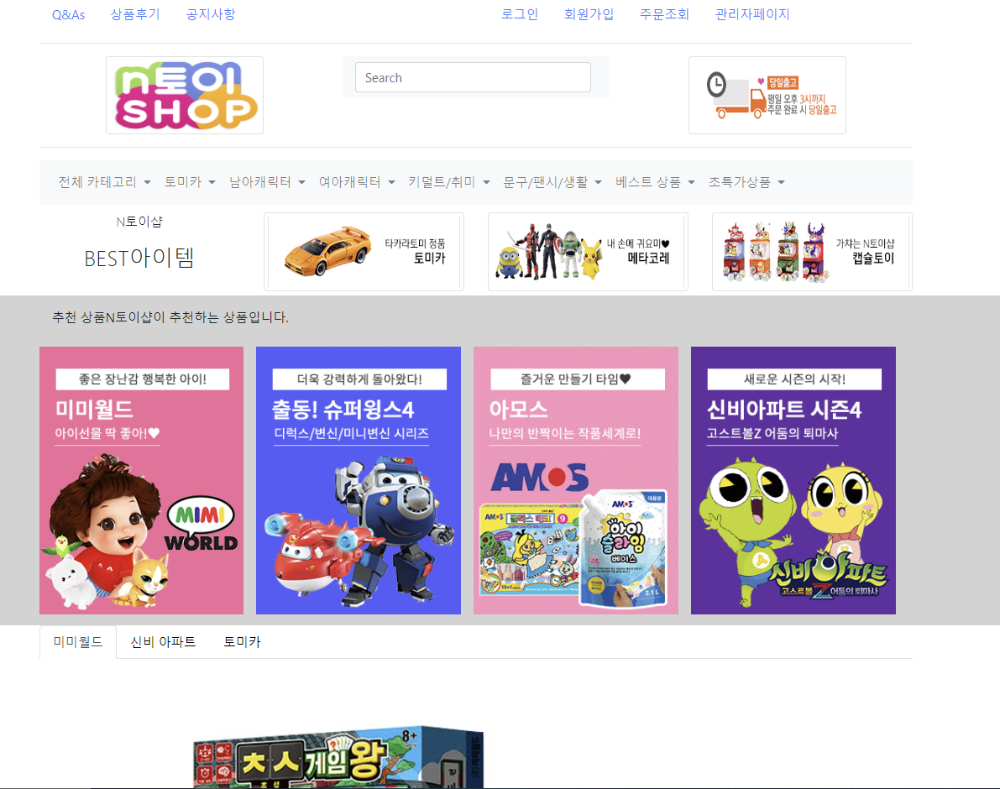 Q&As 상품후기 공지사항 로그인 회원가입 주문조회 관리자페이지
n토이
SHOP
Search
당일출고
평일 오후 3시까지
주문 완료 시 당일출고
전체 카테고리 토미카 남아캐릭터 여아캐릭터 키덜트/취미 문구/팬시/생활 베스트 상품 초특가상품
N토이샵
BEST아이템
타카라토미 정품
토미카
내 손에 귀요미♥
메타코레
가챠는 N토이샵
캡슐토이
추천 상품N토이샵이 추천하는 상품입니다.
좋은 장난감 행복한 아이!
미미월드
아이선물 딱 좋아!♥
MIMI
WORLD
더욱 강력하게 돌아왔다!
출동! 슈퍼윙스4
디럭스/변신/미니변신 시리즈
즐거운 만들기 타임♥
아모스
나만의 반짝이는 작품세계로!
AMOS
AMOS
9
AMOS
대용량
아이
슬라임
베이스
2.1 L
새로운 시즌의 시작!
신비아파트 시즌4
고스트볼Z 어둠의 퇴마사
신비아파트
고스트볼 Z 어둠의 퇴마사
미미월드 신비 아파트 토미카
8+
ㅊㅅ게임왕
초성